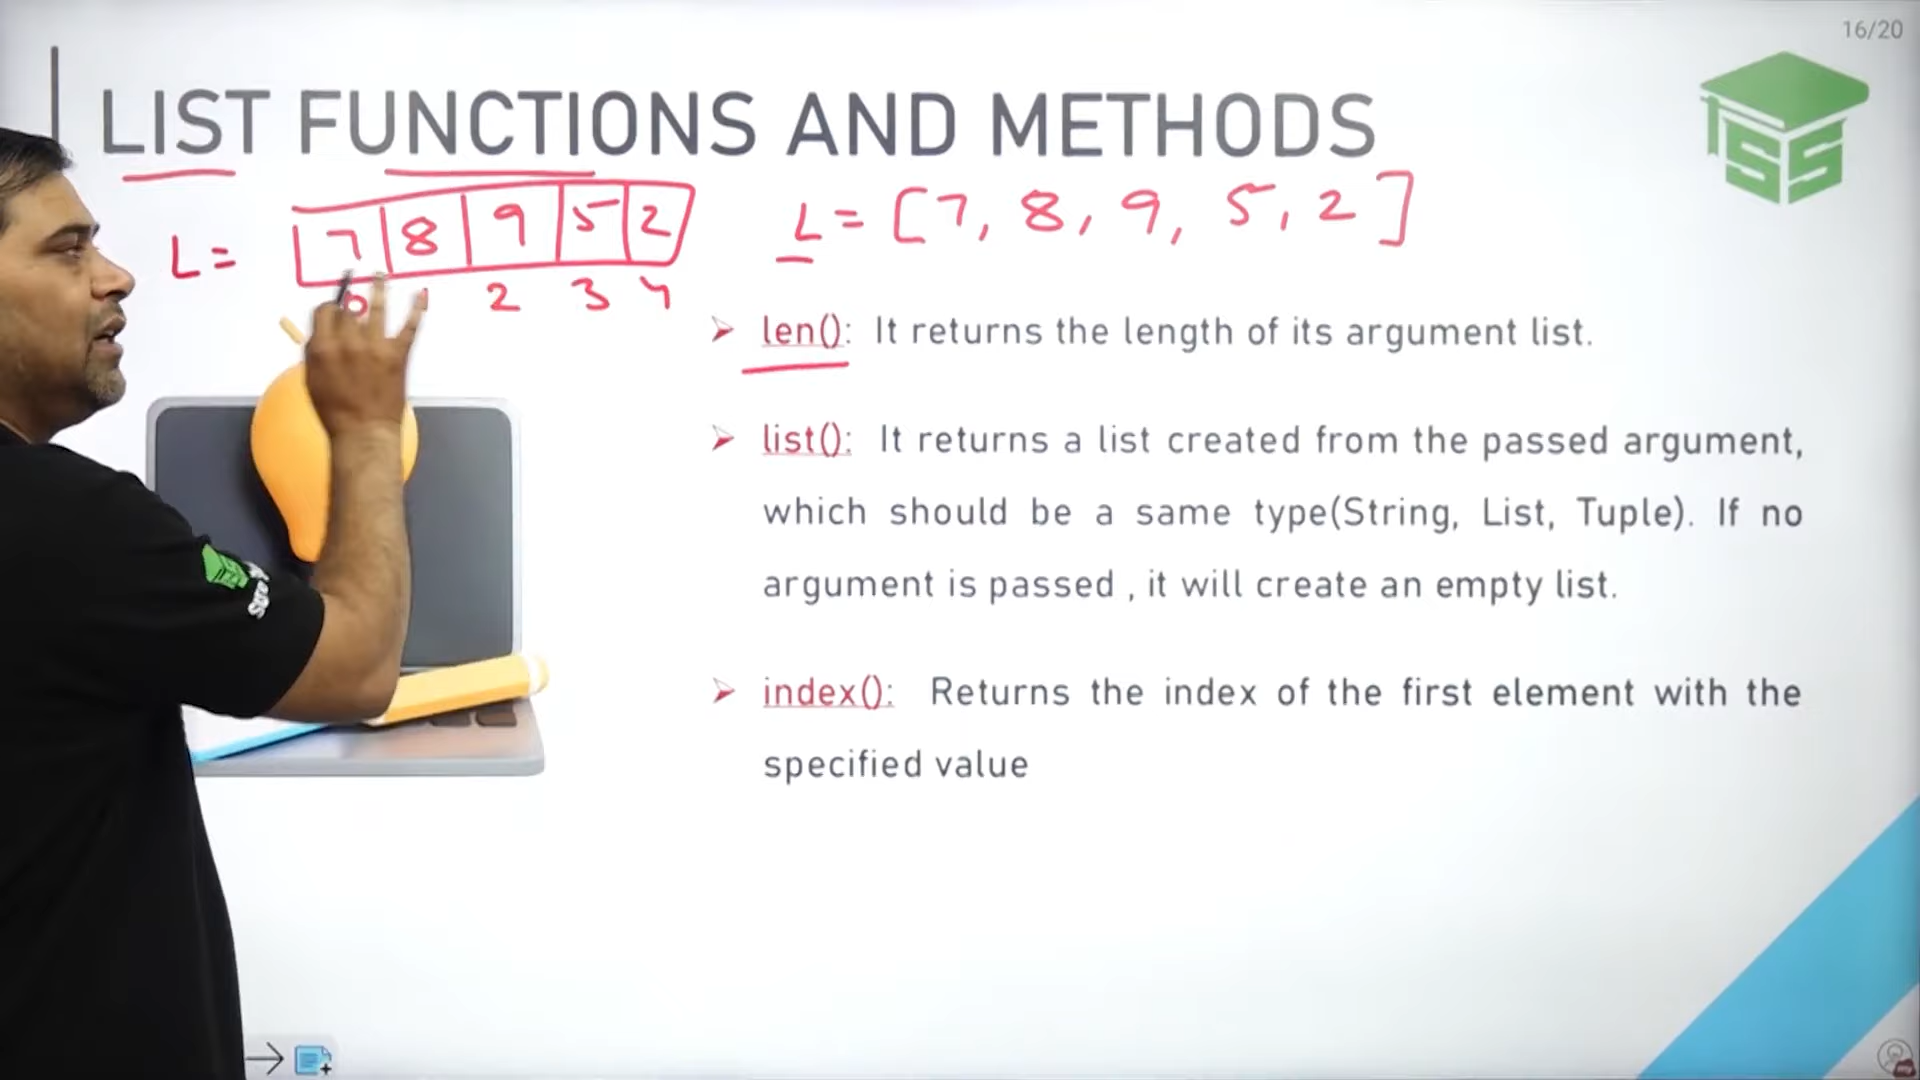 16/20
LIST FUNCTIONS AND METHODS
SS
L = 7 8 9 5 2
0 1 2 3 4
L = [7, 8, 9, 5, 2]
➤ len(): It returns the length of its argument list.
➤ list(): It returns a list created from the passed argument,
which should be a same type(String, List, Tuple). If no
argument is passed , it will create an empty list.
➤ index(): Returns the index of the first element with the
specified value